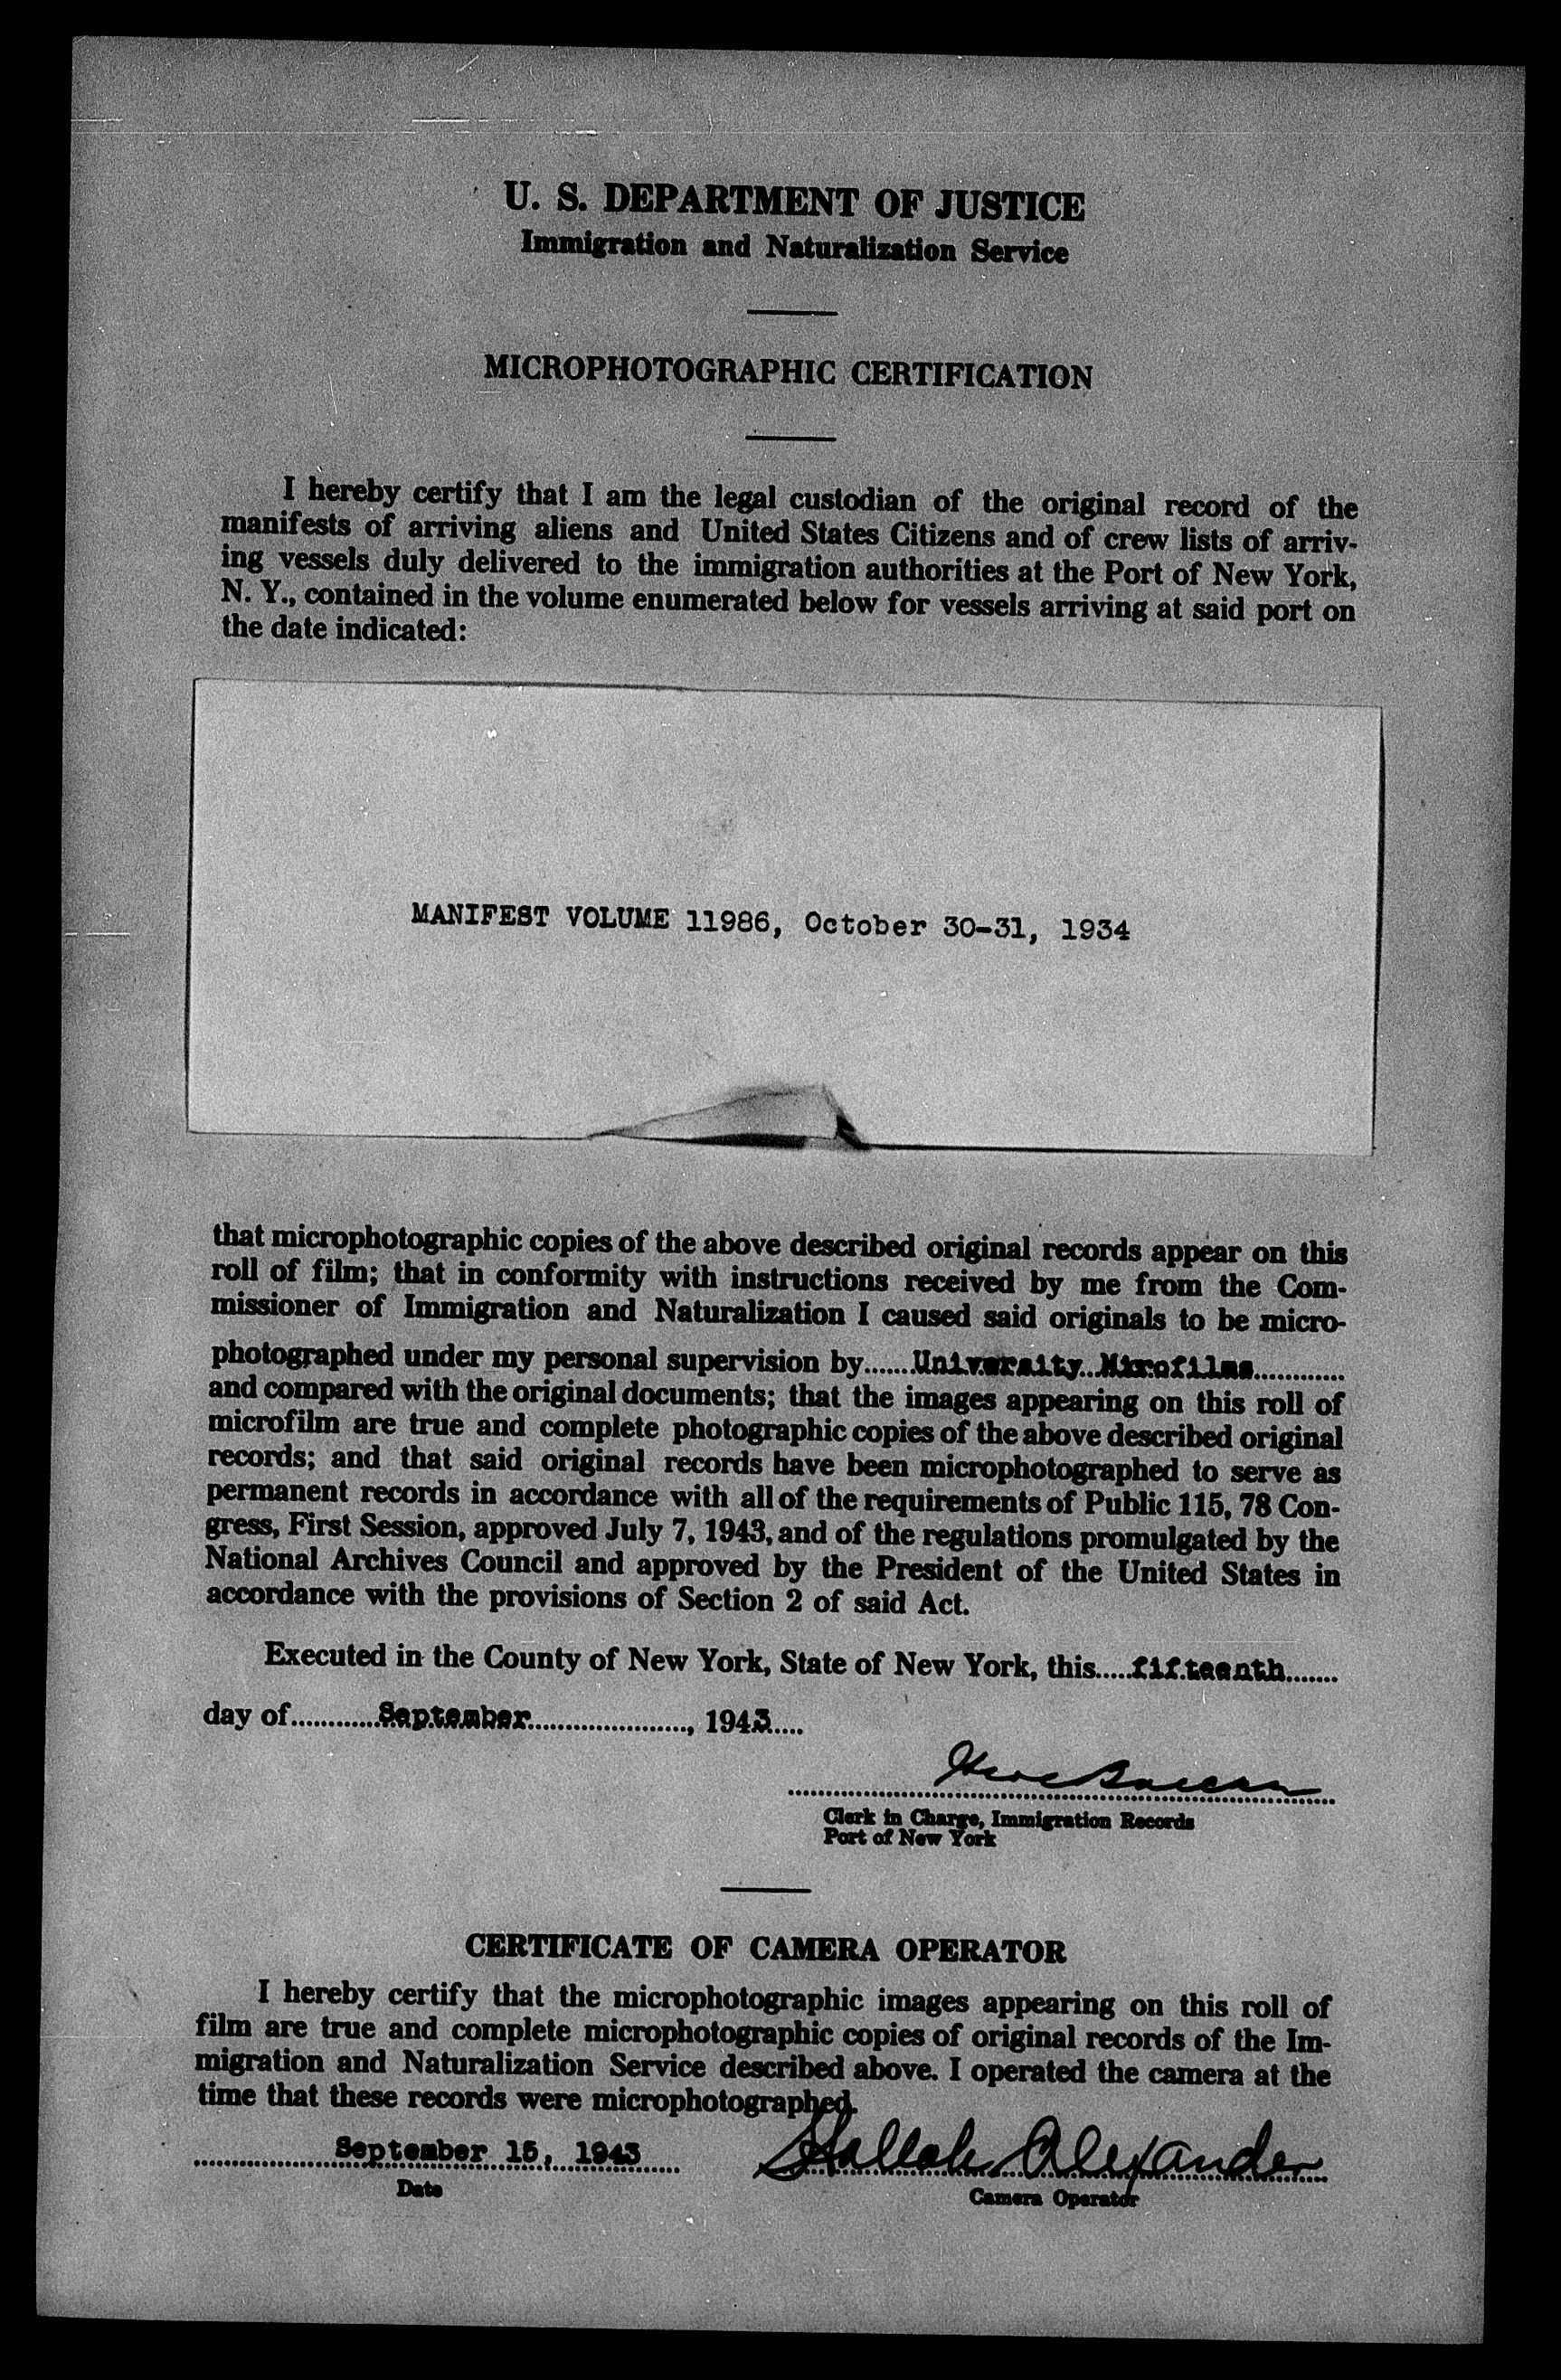 U. S. DEPARTMENT OF JUSTICE
Immigration and Naturalization Service
MICROPHOTOGRAPHIC CERTIFICATION
I hereby certify that I am the legal custodian of the original record of the
manifests of arriving aliens and United States Citizens and of crew lists of arriv-
ing vessels duly delivered to the immigration authorities at the Port of New York,
N. Y., contained in the volume enumerated below for vessels arriving at said port on
the date indicated:
MANIFEST VOLUME 11986, October 30-31, 1934
that microphotographic copies of the above described original records appear on this
roll of film; that in conformity with instructions received by me from the Com-
missioner of Immigration and Naturalization I caused said originals to be micro-
photographed under my personal supervision by......University Mirofilms............
and compared with the original documents; that the images appearing on this roll of
microfilm are true and complete photographic copies of the above described original
records; and that said original records have been microphotographed to serve as
permanent records in accordance with all of the requirements of Public 115, 78 Con-
gress, First Session, approved July 7, 1943, and of the regulations promulgated by the
National Archives Council and approved by the President of the United States in
accordance with the provisions of Section 2 of said Act.
Executed in the County of New York, State of New York, this.....fifteenth.......
day of............September......................, 1943.....
Clerk in Charge, Immigration Records
Port of New York
CERTIFICATE OF CAMERA OPERATOR
I hereby certify that the microphotographic images appearing on this roll of
film are true and complete microphotographic copies of original records of the Im-
migration and Naturalization Service described above. I operated the camera at the
time that these records were microphotographed.
September 15, 1943 Alexander
Date
Camera Operator